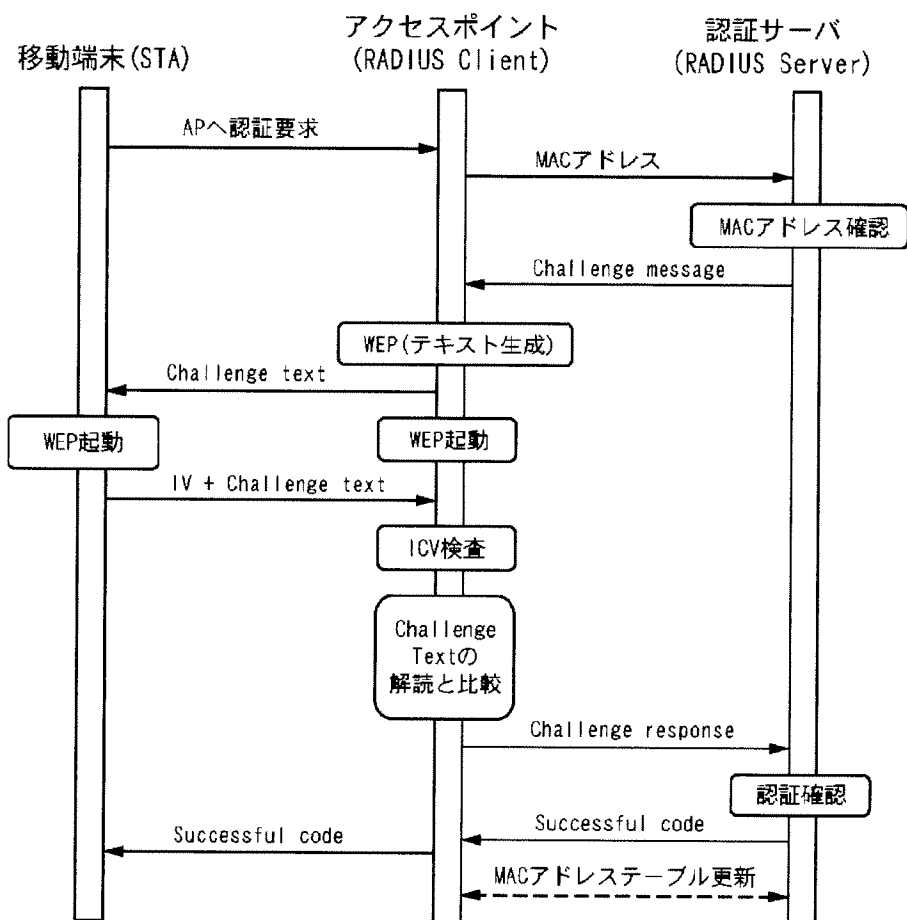 移動端末(STA)
アクセスポイント
(RADIUS Client)
認証サーバ
(RADIUS Server)
APへ認証要求
MACアドレス
MACアドレス確認
Challenge message
WEP(テキスト生成)
Challenge text
WEP起動
WEP起動
IV + Challenge text
ICV検査
Challenge
Textの
解読と比較
Challenge response
認証確認
Successful code
Successful code
MACアドレステーブル更新